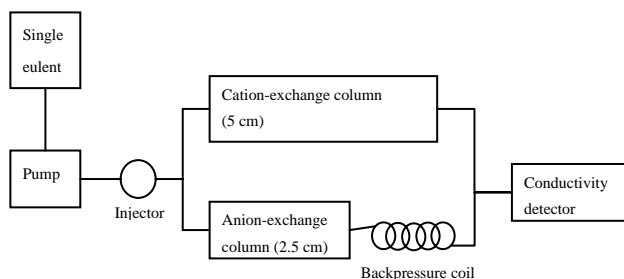 Single
eulent
Pump
Injector
Cation-exchange column
(5 cm)
Anion-exchange
column (2.5 cm)
Backpressure coil
Conductivity
detector